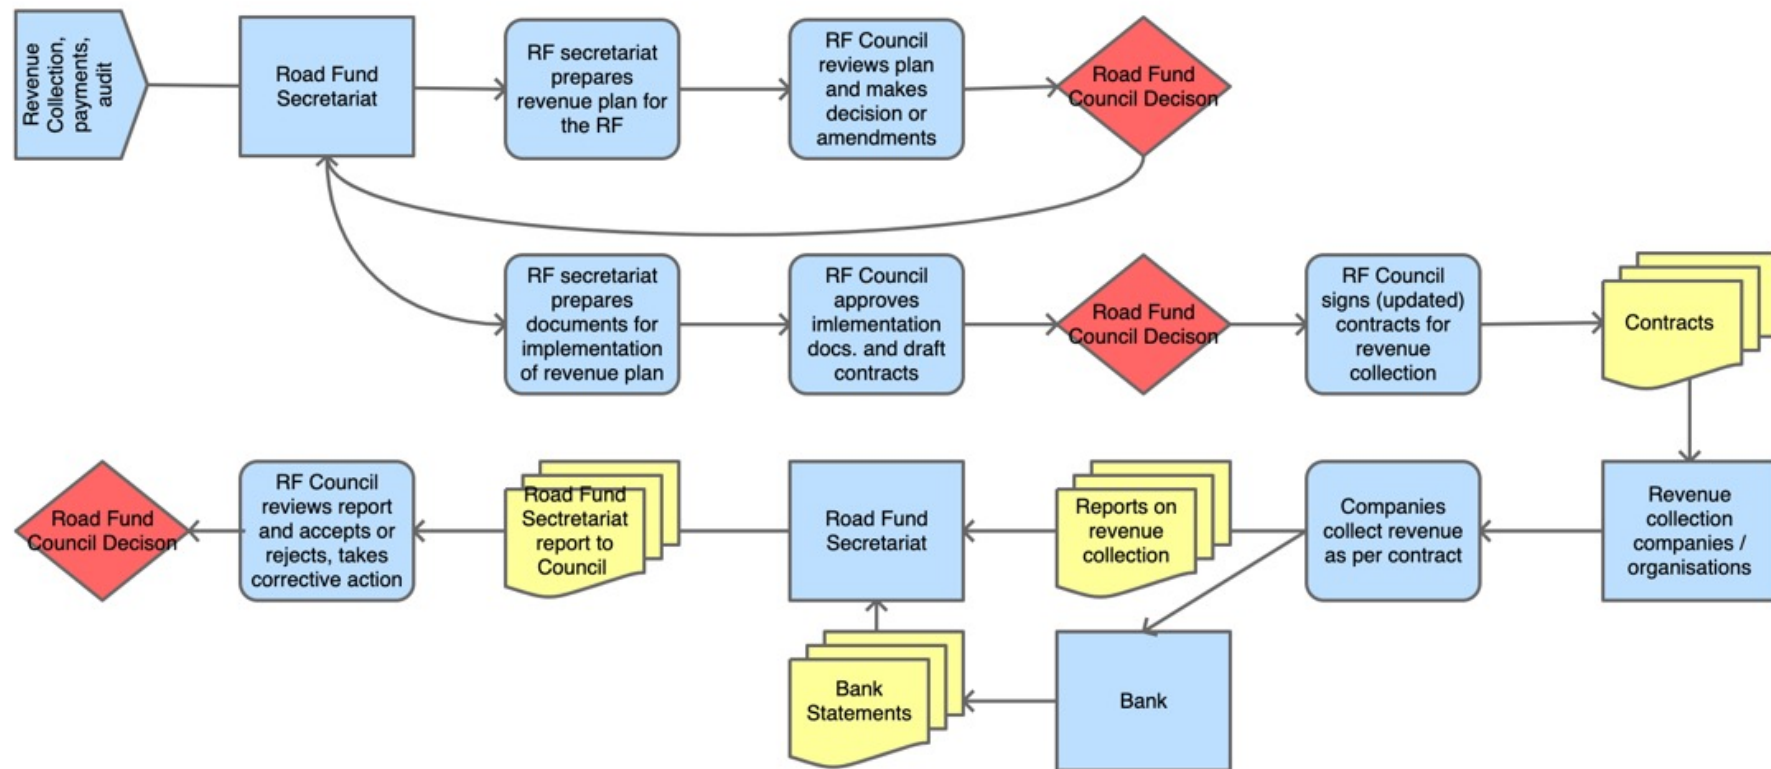 Revenue
Collection,
payments,
audit
Road Fund
Secretariat
RF secretariat
prepares
revenue plan for
the RF
RF Council
reviews plan
and makes
decision or
amendments
Road Fund
Council Decison
RF secretariat
prepares
documents for
implementation
of revenue plan
RF Council
approves
imlementation
docs. and draft
contracts
Road Fund
Council Decison
RF Council
signs (updated)
contracts for
revenue
collection
Contracts
Road Fund
Council Decison
RF Council
reviews report
and accepts or
rejects, takes
corrective action
Road Fund
Sectretariat
report to
Council
Road Fund
Secretariat
Reports on
revenue
collection
Companies
collect revenue
as per contract
Revenue
collection
companies /
organisations
Bank
Statements
Bank